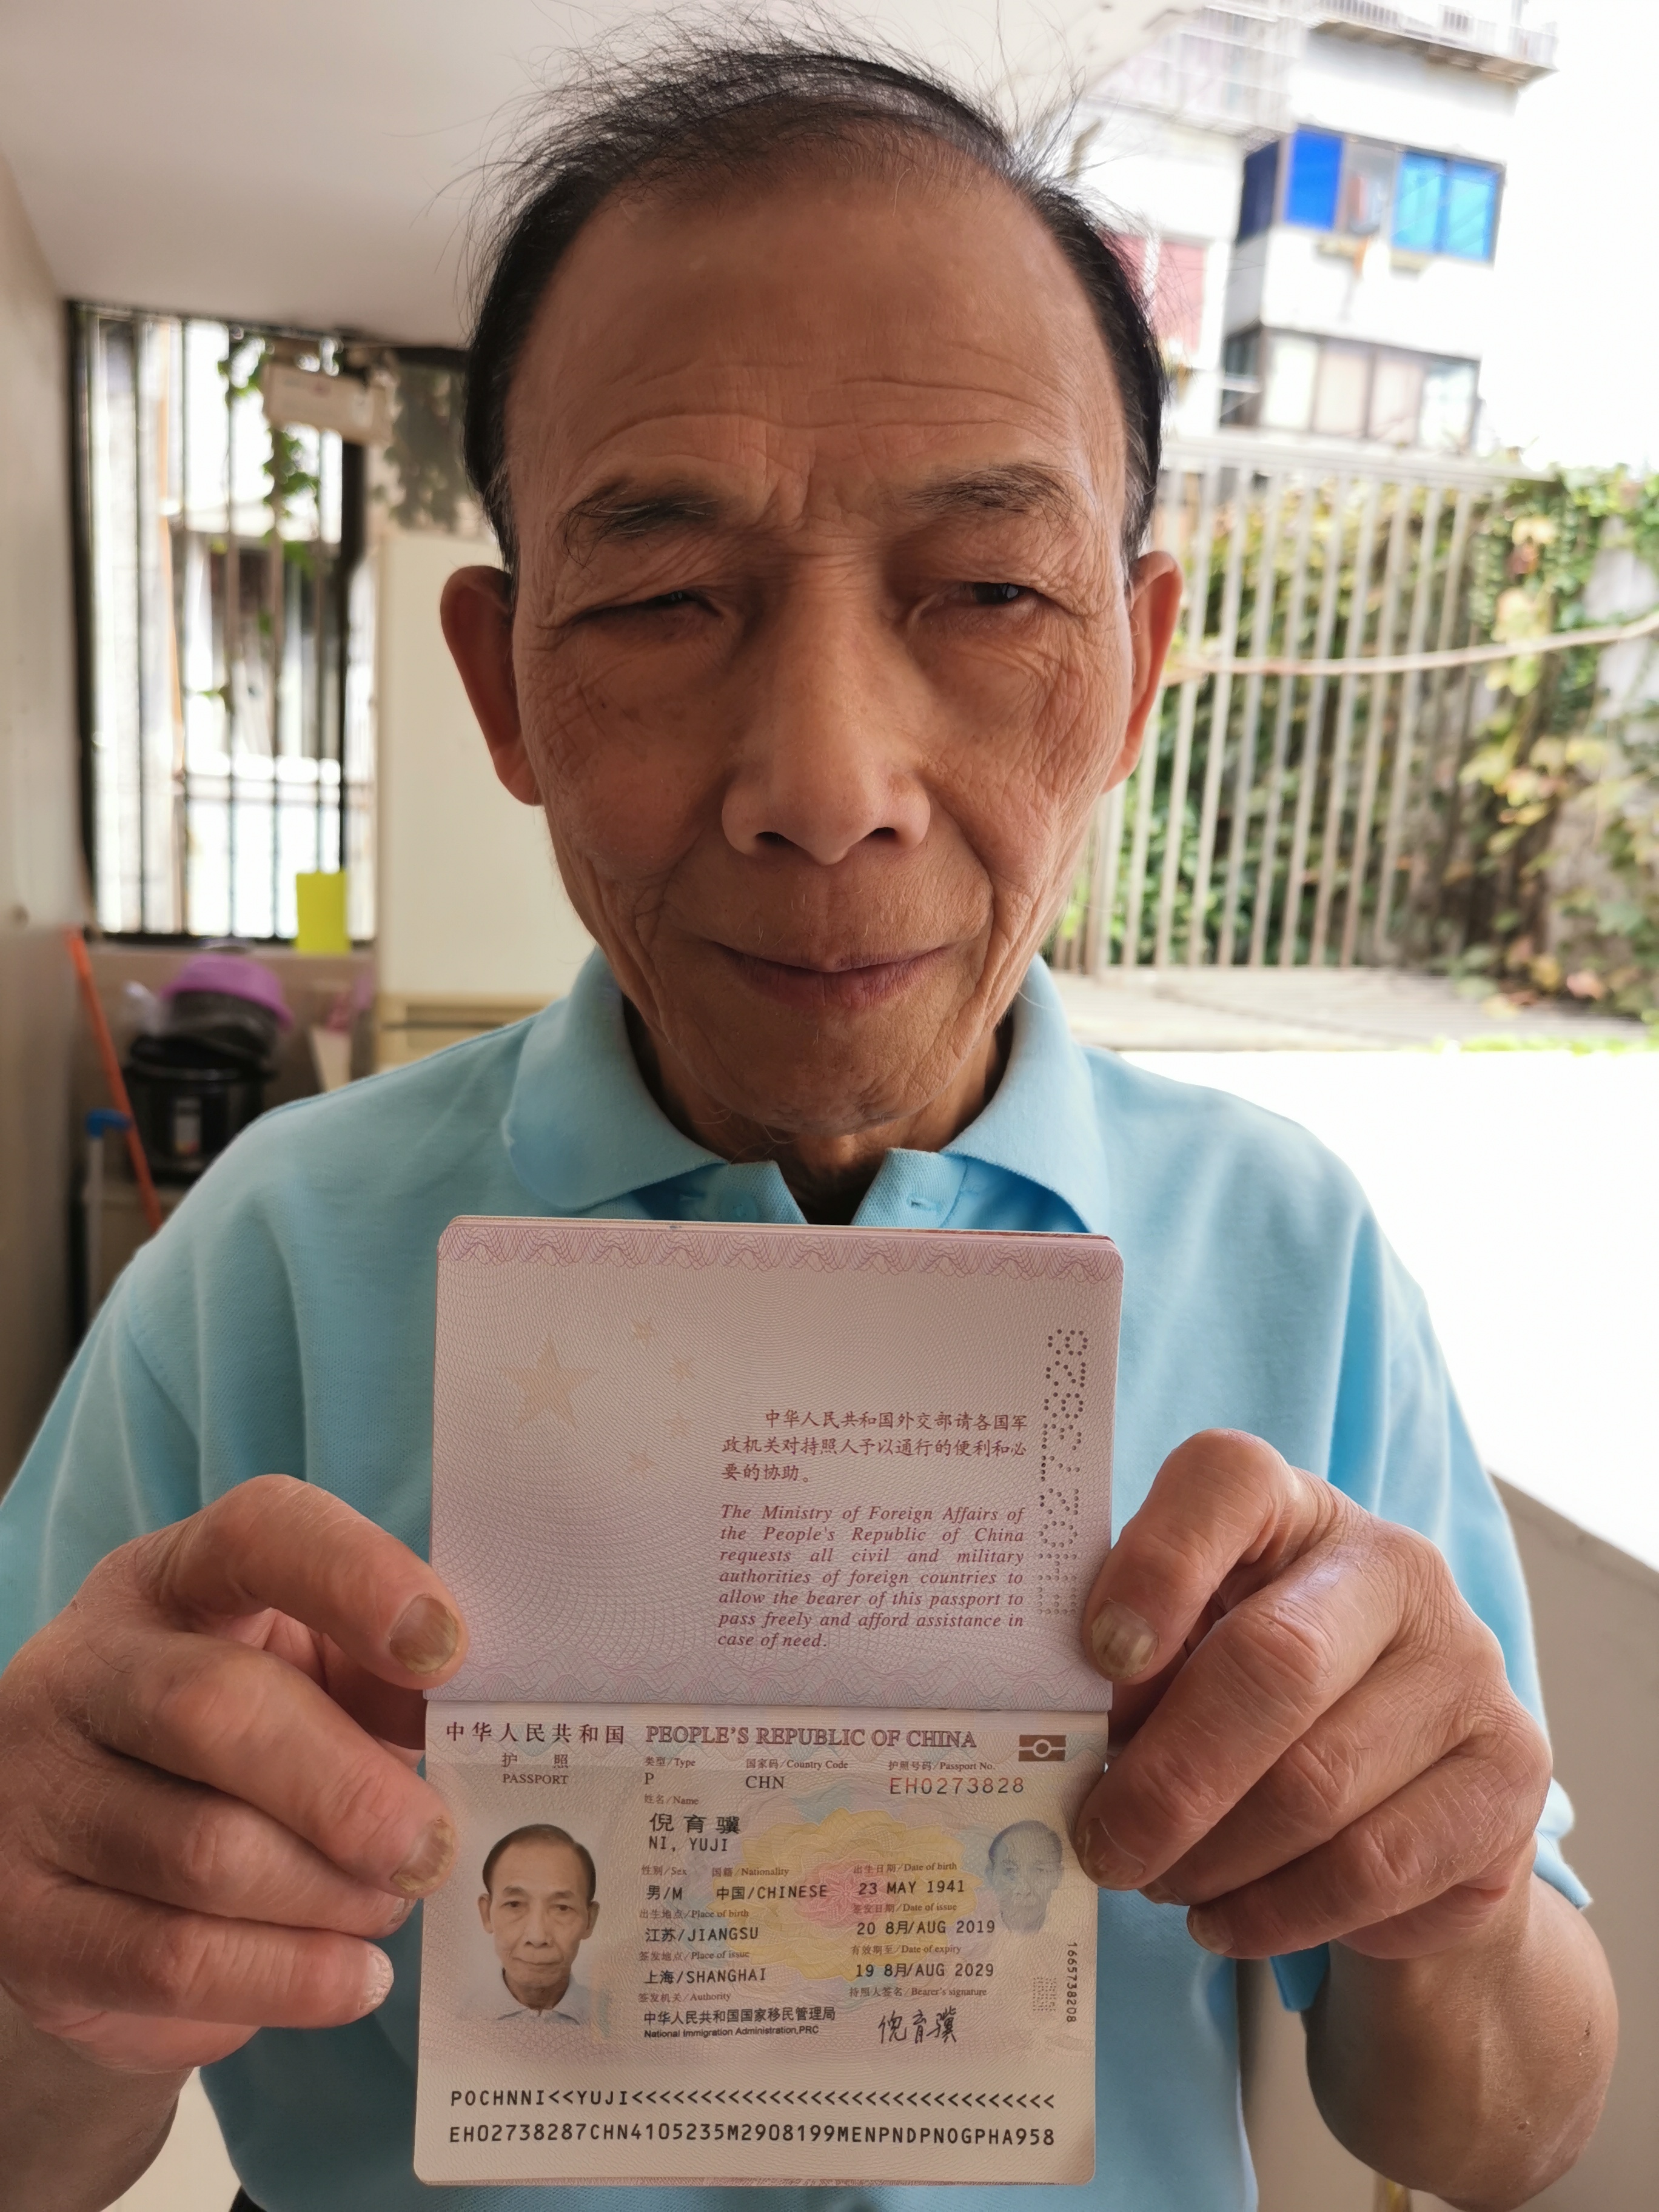 中华人民共和国外交部请各国军
政机关对持照人予以通行的便利和必
要的协助。
The Ministry of Foreign Affairs of
the People's Republic of China
requests all civil and military
authorities of foreign countries to
allow the bearer of this passport to
pass freely and afford assistance in
case of need.
EH0273828
中华人民共和国 PEOPLE'S REPUBLIC OF CHINA
护 照
PASSPORT
类型/Type 国家码/Country Code 护照号码/Passport No.
P CHN EH0273828
姓名/Name
倪育骥
NI, YUJI
性别/Sex 国籍/Nationality 出生日期/Date of birth
男/M 中国/CHINESE 23 MAY 1941
出生地点/Place of birth 签发日期/Date of issue
江苏/JIANGSU 20 8月/AUG 2019
签发地点/Place of issue 有效期至/Date of expiry
上海/SHANGHAI 19 8月/AUG 2029
签发机关/Authority 持照人签名/Bearer's signature
中华人民共和国国家移民管理局
National Immigration Administration,PRC
倪育骥
1665738208
POCHNNI<<YUJI<<<<<<<<<<<<<<<<<<<<<<<<<<<<<<<
EH02738287CHN4105235M2908199MENPNDPNOGPHA958